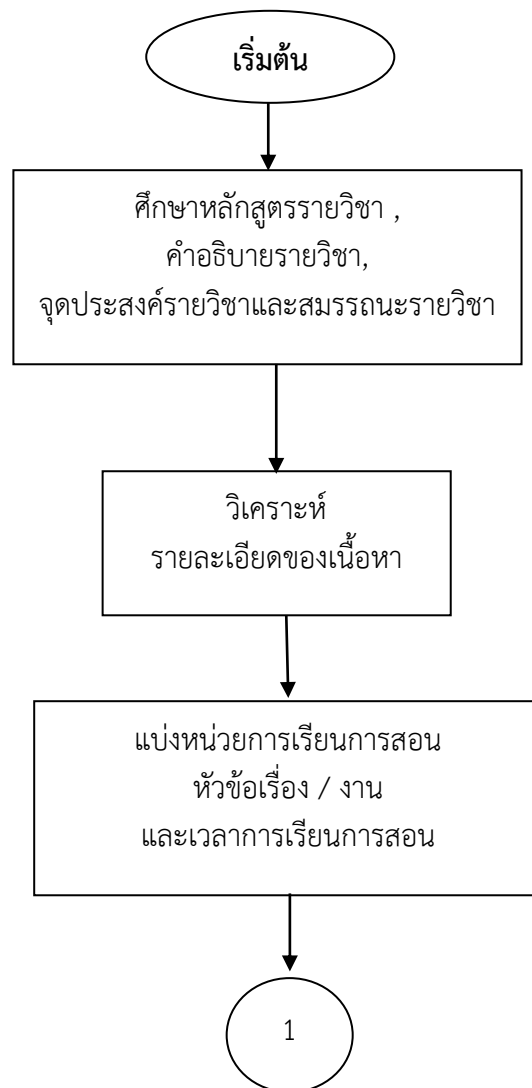 เริ่มต้น
ศึกษาหลักสูตรรายวิชา ,
คำอธิบายรายวิชา,
จุดประสงค์รายวิชาและสมรรถนะรายวิชา
วิเคราะห์
รายละเอียดของเนื้อหา
แบ่งหน่วยการเรียนการสอน
หัวข้อเรื่อง / งาน
และเวลาการเรียนการสอน
1